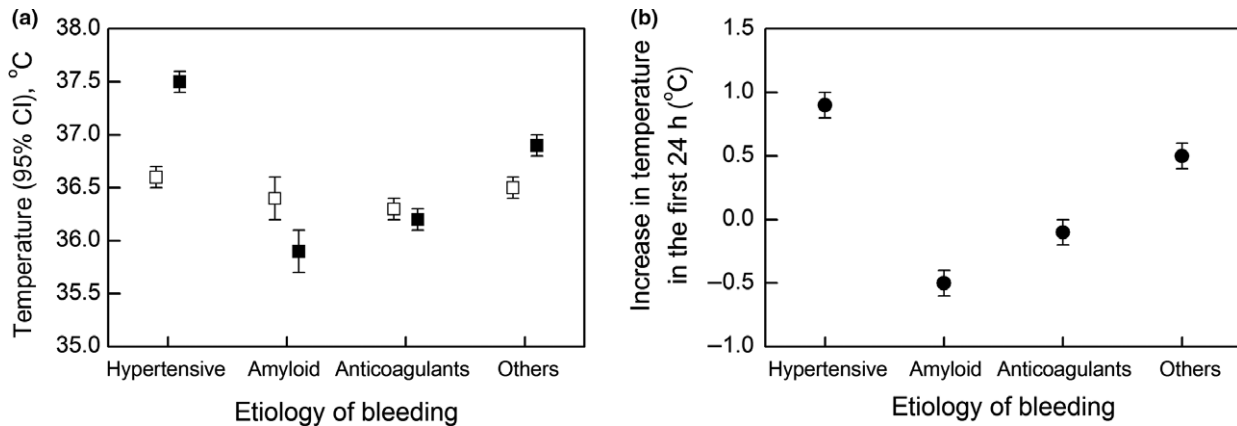 (a)
Temperature (95% CI), °C
38.0
37.5
37.0
36.5
36.0
35.5
35.0
Hypertensive Amyloid Anticoagulants Others
Etiology of bleeding
(b)
Increase in temperature
in the first 24 h (°C)
1.5
1.0
0.5
0.0
–0.5
–1.0
Hypertensive Amyloid Anticoagulants Others
Etiology of bleeding